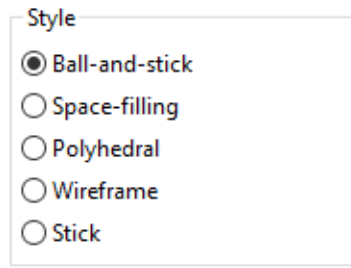 Style
Ball-and-stick
Space-filling
Polyhedral
Wireframe
Stick